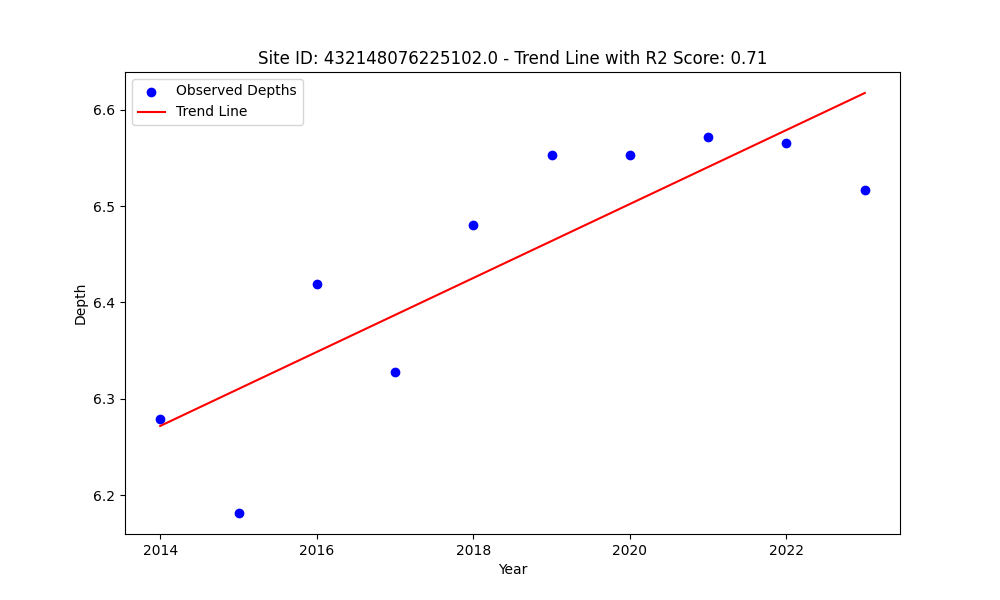 Site ID: 432148076225102.0 - Trend Line with R2 Score: 0.71
Observed Depths
Trend Line
6.6
6.5
6.4
6.3
6.2
Depth
2014
2016
2018
2020
2022
Year